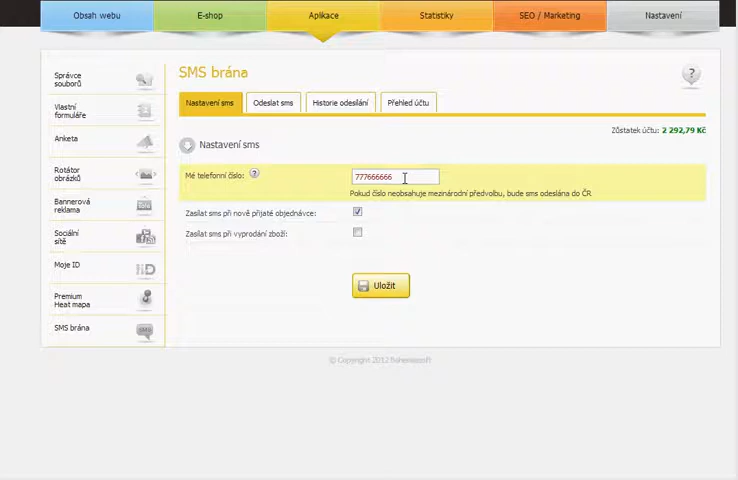 Obsah webu
E-shop
Aplikace
Statistiky
SEO / Marketing
Nastavení
Správce
souborů
Vlastní
formuláře
Anketa
Rotátor
obrázků
Bannerová
reklama
Sociální
sítě
Moje ID
Premium
Heat mapa
SMS brána
SMS brána
?
Nastavení sms
Odeslat sms
Historie odesílání
Přehled účtu
Zůstatek účtu: 2 292,79 Kč
Nastavení sms
Mé telefonní číslo: ?
777666666
Pokud číslo neobsahuje mezinárodní předvolbu, bude sms odeslána do ČR
Zasílat sms při nově přijaté objednávce:
Zasílat sms při vyprodání zboží:
Uložit
© Copyright 2012 Bohemiasoft